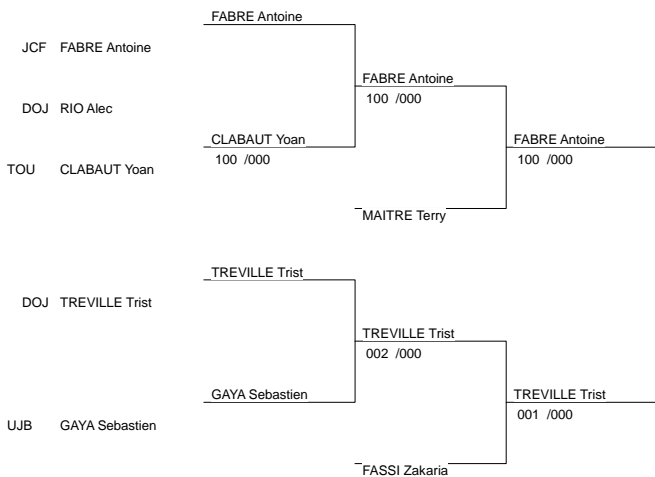 FABRE Antoine
JCF FABRE Antoine
FABRE Antoine
100 /000
DOJ RIO Alec
CLABAUT Yoan
100 /000
FABRE Antoine
100 /000
TOU CLABAUT Yoan
MAITRE Terry
TREVILLE Trist
DOJ TREVILLE Trist
TREVILLE Trist
002 /000
GAYA Sebastien
TREVILLE Trist
001 /000
UJB GAYA Sebastien
FASSI Zakaria